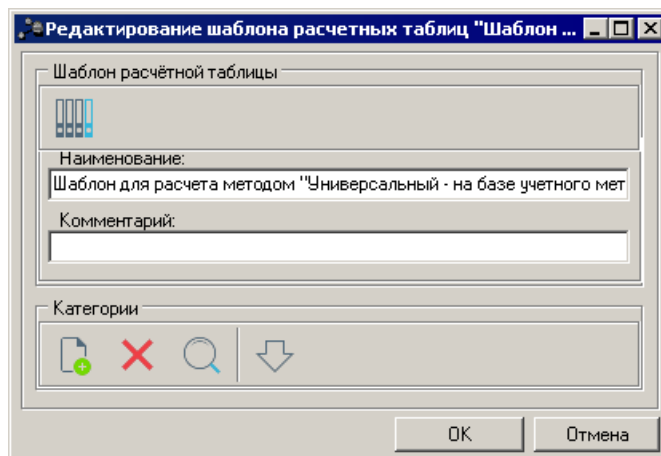 Редактирование шаблона расчетных таблиц "Шаблон ...
Шаблон расчётной таблицы
Наименование:
Шаблон для расчета методом "Универсальный - на базе учетного мет
Комментарий:
Категории
OK
Отмена